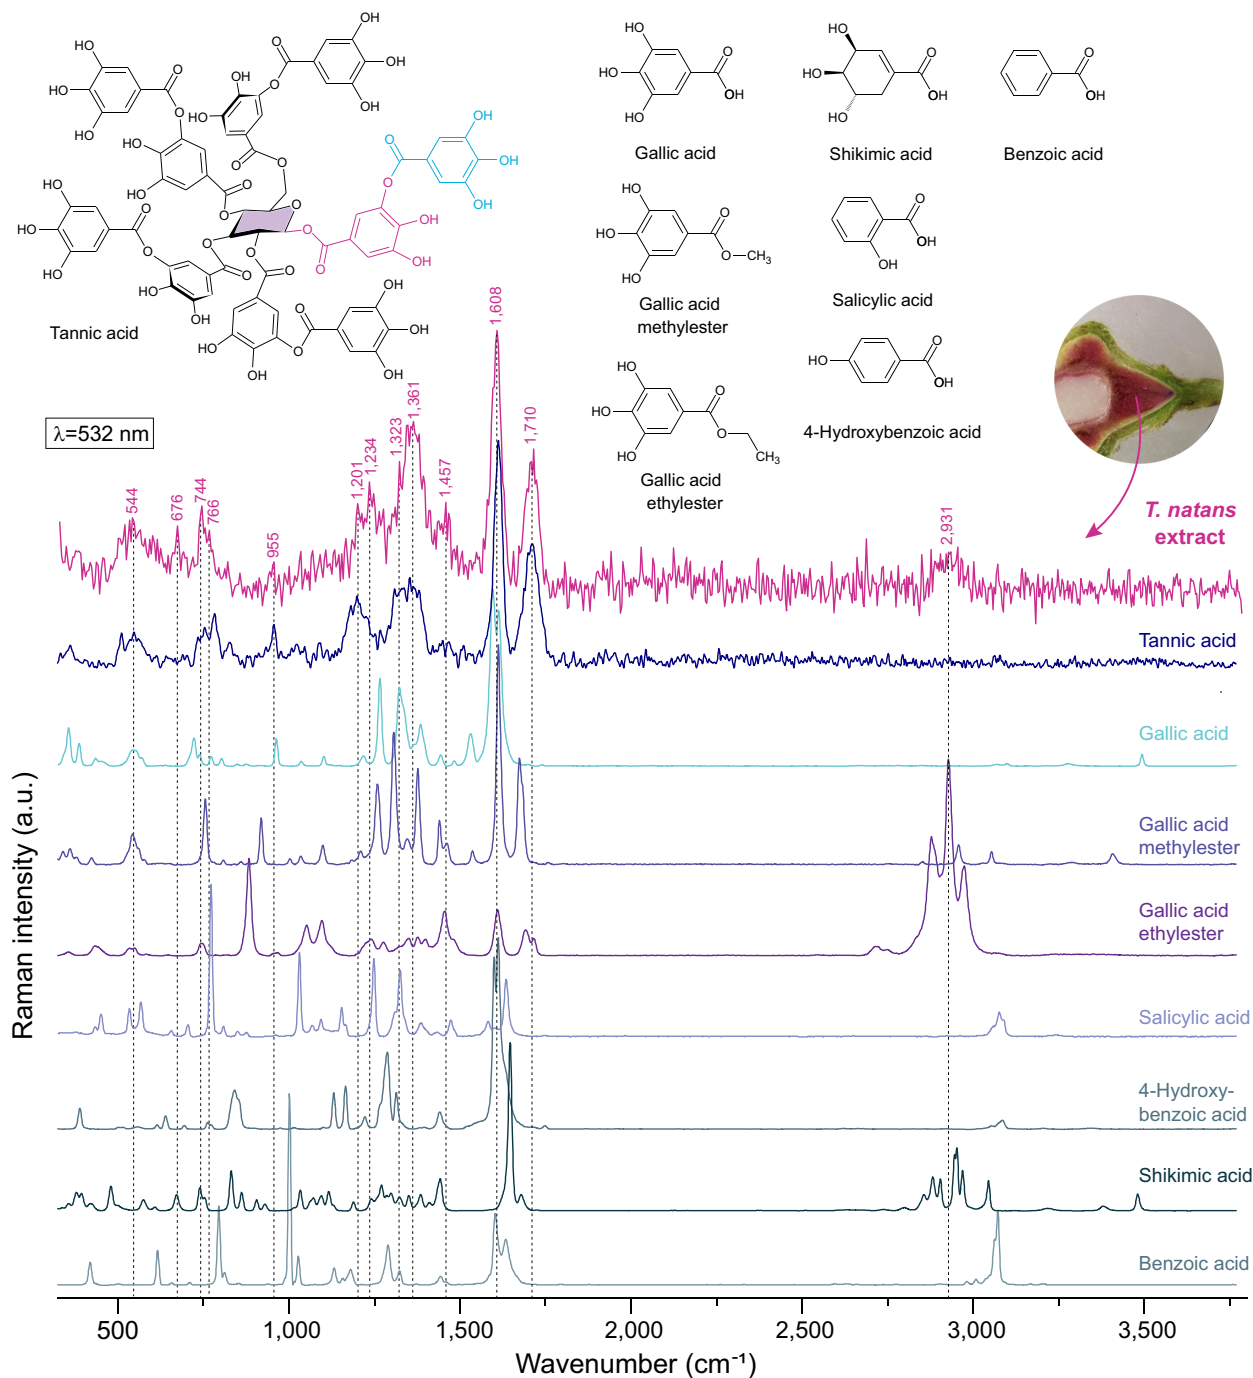 Tannic acid
HO
HO
HO
O
O
HO
HO
O
O
OH
OH
OH
OH
HO
O
O
O
O
O
O
O
OH
OH
OH
O
O
OH
OH
HO
HO
HO
O
O
HO
HO
O
O
O
O
O
HO
HO
OH
O
O
OH
OH
OH
HO
HO
HO
O
OH
Gallic acid
HO
HO
HO
O
OH
Shikimic acid
O
OH
Benzoic acid
HO
HO
HO
O
O
CH₃
Gallic acid
methylester
O
OH
OH
Salicylic acid
HO
HO
HO
O
O
CH₃
Gallic acid
ethylester
HO
O
OH
4-Hydroxybenzoic acid
λ=532 nm
544
676
744
766
955
1,201
1,234
1,323
1,361
1,457
1,608
1,710
2,931
T. natans
extract
Tannic acid
Gallic acid
Gallic acid
methylester
Gallic acid
ethylester
Salicylic acid
4-Hydroxy-
benzoic acid
Shikimic acid
Benzoic acid
Raman intensity (a.u.)
500
1,000
1,500
2,000
2,500
3,000
3,500
Wavenumber (cm⁻¹)